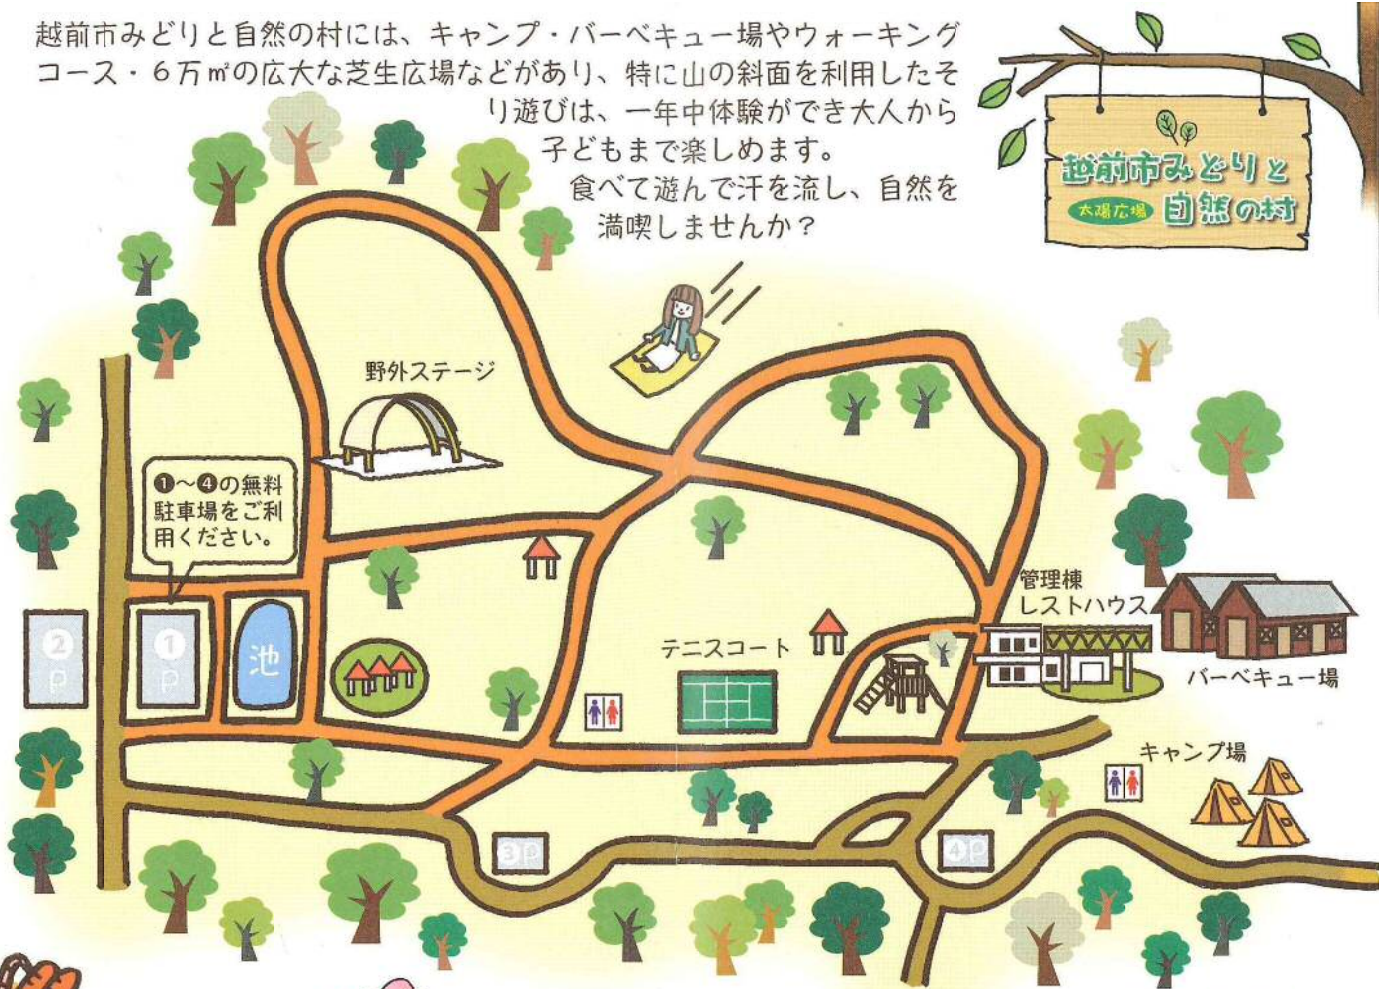 越前市みどりと自然の村には、キャンプ・バーベキュー場やウォーキング
コース・６万㎡の広大な芝生広場などがあり、特に山の斜面を利用したそ
り遊びは、一年中体験ができ大人から
子どもまで楽しめます。
食べて遊んで汗を流し、自然を
満喫しませんか？
越前市みどりと
太陽広場 自然の村
野外ステージ
❶～❹の無料
駐車場をご利
用ください。
管理棟
レストハウス
② P
① P
池
テニスコート
バーベキュー場
キャンプ場
③P
④P